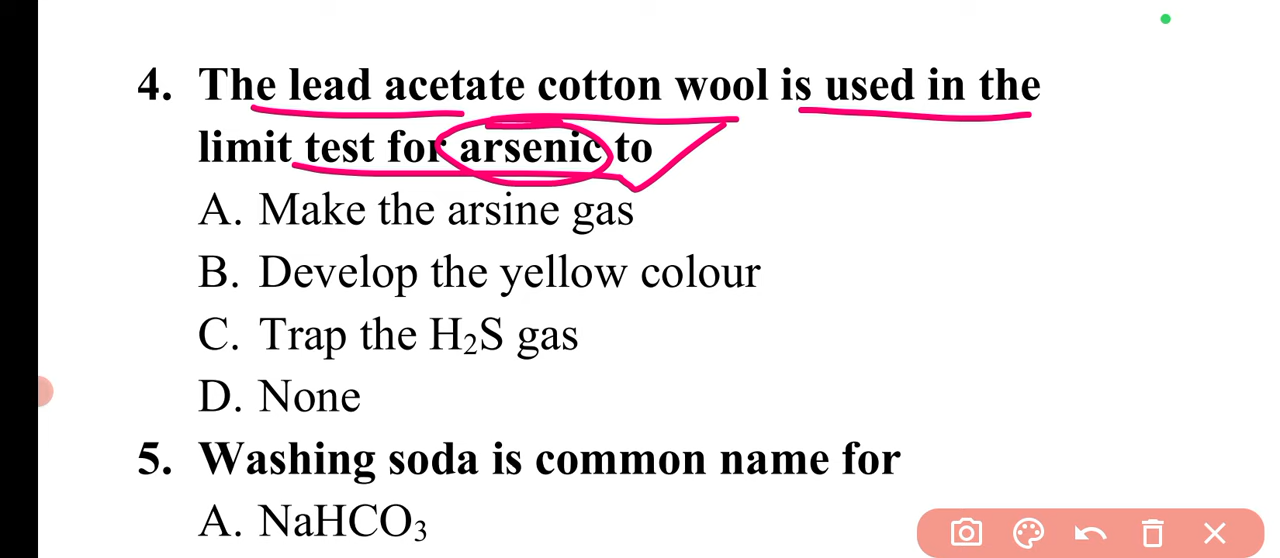 4. The lead acetate cotton wool is used in the
limit test for arsenic to
A. Make the arsine gas
B. Develop the yellow colour
C. Trap the H₂S gas
D. None
5. Washing soda is common name for
A. NaHCO₃